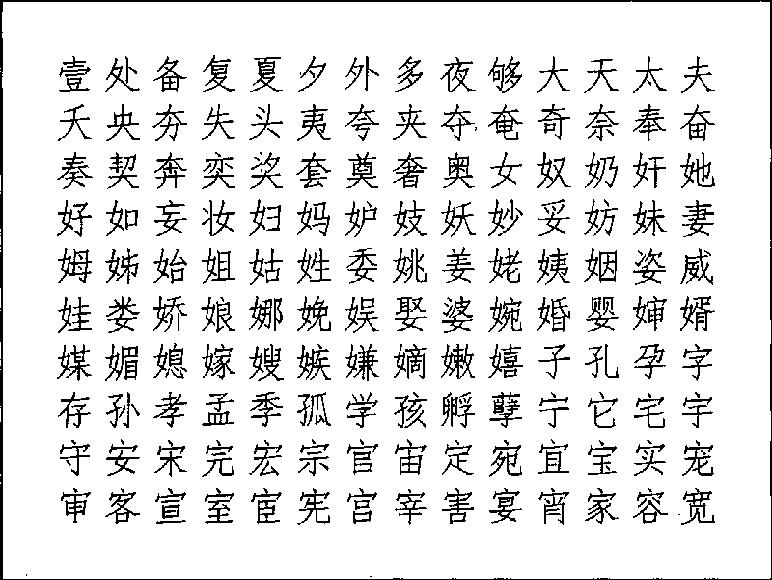 壹处备复夏夕外多夜够大天太夫
夭央夯失头夷夸夹夺奄奇奈奉奋
奏契奔奕奖套奠奢奥女奴奶奸她
好如妄妆妇妈妒妓妖妙妥妨妹妻
姆姊始姐姑姓委姚姜姥姨姻姿威
娃娄娇娘娜娩娱娶婆婉婚婴婶婿
媒媚媳嫁嫂嫉嫌嫡嫩嬉子孔孕字
存孙孝孟季孤学孩孵孽宁它宅宇
守安宋完宏宗官宙定宛宜宝实宠
审客宣室宦宪宫宰害宴宵家容宽